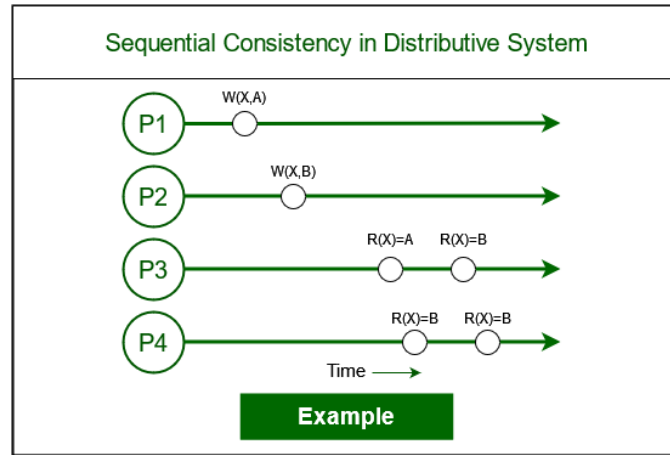 Sequential Consistency in Distributive System
W(X,A)
P1
W(X,B)
P2
R(X)=A R(X)=B
P3
R(X)=B R(X)=B
P4
Time
Example